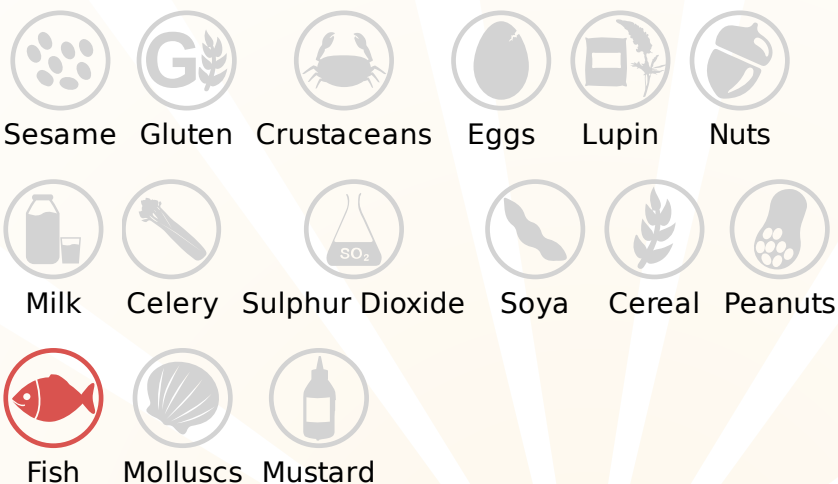 G
Sesame Gluten Crustaceans Eggs Lupin Nuts
SO₂
Milk Celery Sulphur Dioxide Soya Cereal Peanuts
Fish Molluscs Mustard